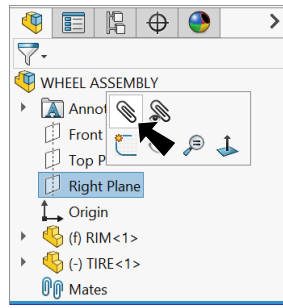 WHEEL ASSEMBLY
Annot
Front
Top P
Right Plane
Origin
(f) RIM<1>
(-) TIRE<1>
Mates